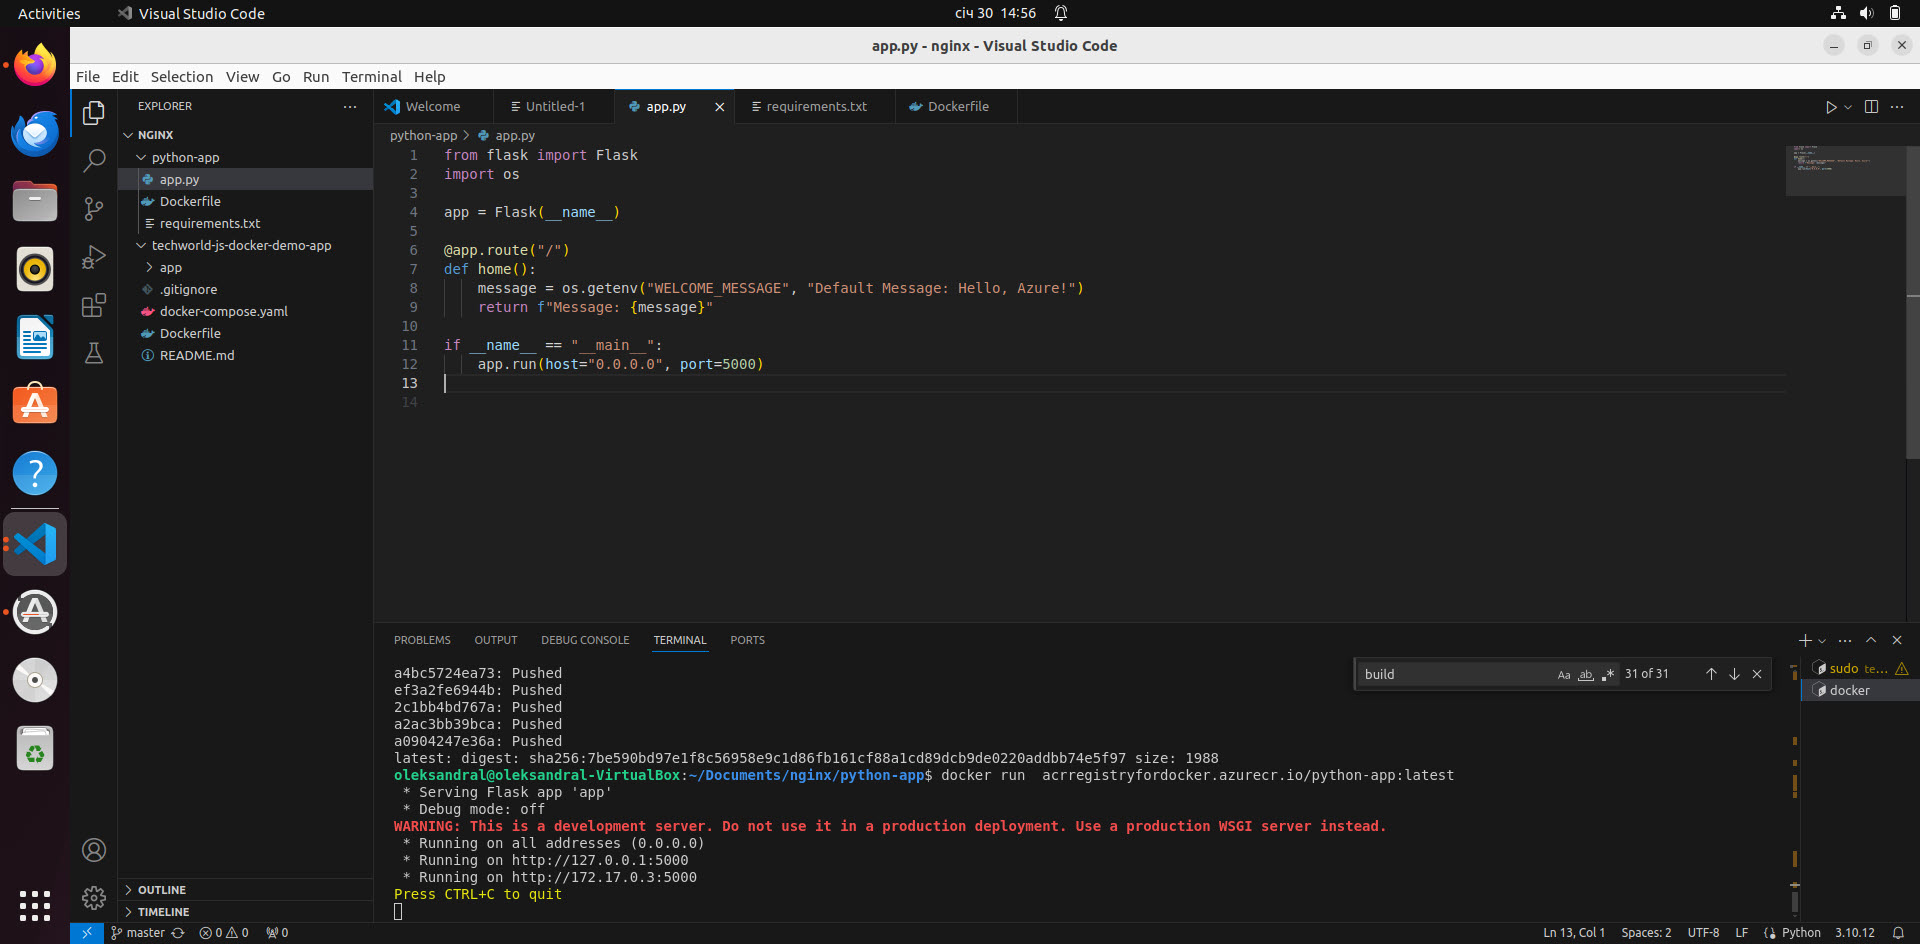 Activities
Visual Studio Code
січ 30 14:56
app.py - nginx - Visual Studio Code
File Edit Selection View Go Run Terminal Help
EXPLORER
NGINX
python-app
app.py
Dockerfile
requirements.txt
techworld-js-docker-demo-app
app
.gitignore
docker-compose.yaml
Dockerfile
README.md
OUTLINE
TIMELINE
Welcome
Untitled-1
app.py
requirements.txt
Dockerfile
python-app > app.py
1 from flask import Flask
2 import os
3
4 app = Flask(__name__)
5
6 @app.route("/")
7 def home():
8 message = os.getenv("WELCOME_MESSAGE", "Default Message: Hello, Azure!")
9 return f"Message: {message}"
10
11 if __name__ == "__main__":
12 app.run(host="0.0.0.0", port=5000)
13
14
PROBLEMS OUTPUT DEBUG CONSOLE TERMINAL PORTS
build
Aa ab .* 31 of 31
sudo te...
docker
a4bc5724ea73: Pushed
ef3a2fe6944b: Pushed
2c1bb4bd767a: Pushed
a2ac3bb39bca: Pushed
a0904247e36a: Pushed
latest: digest: sha256:7be590bd97e1f8c56958e9c1d86fb161cf88a1cd89dcb9de0220addbb74e5f97 size: 1988
oleksandral@oleksandral-VirtualBox:~/Documents/nginx/python-app$ docker run  acrregistryfordocker.azurecr.io/python-app:latest
* Serving Flask app 'app'
* Debug mode: off
WARNING: This is a development server. Do not use it in a production deployment. Use a production WSGI server instead.
* Running on all addresses (0.0.0.0)
* Running on http://127.0.0.1:5000
* Running on http://172.17.0.3:5000
Press CTRL+C to quit
master 0 0 0
Ln 13, Col 1 Spaces: 2 UTF-8 LF Python 3.10.12